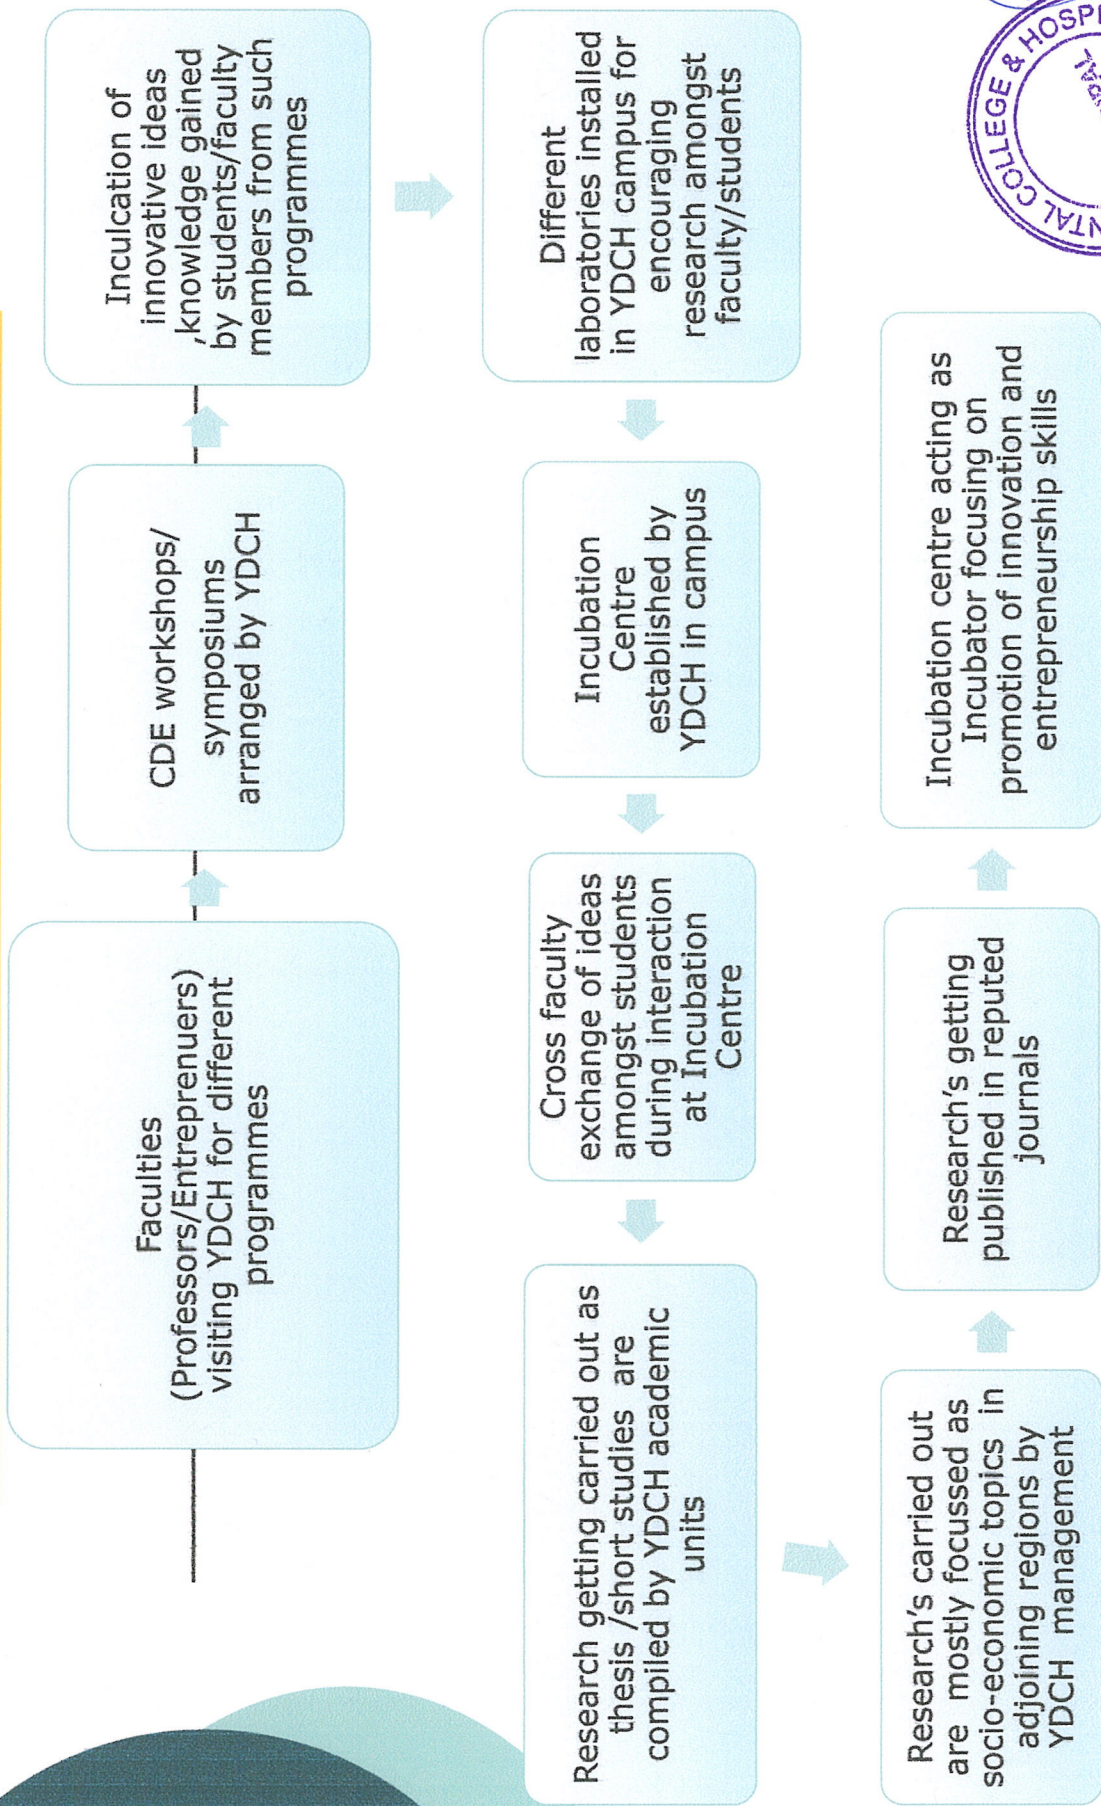 Faculties
(Professors/Entreprenuers)
visiting YDCH for different
programmes
CDE workshops/
symposiums
arranged by YDCH
Inculcation of
innovative ideas
,knowledge gained
by students/faculty
members from such
programmes
Different
laboratories installed
in YDCH campus for
encouraging
research amongst
faculty/students
Incubation
Centre
established by
YDCH in campus
Cross faculty
exchange of ideas
amongst students
during interaction
at Incubation
Centre
Research getting carried out as
thesis /short studies are
compiled by YDCH academic
units
Research's carried out
are mostly focussed as
socio-economic topics in
adjoining regions by
YDCH management
Research's getting
published in reputed
journals
Incubation centre acting as
Incubator focusing on
promotion of innovation and
entrepreneurship skills
COLLEGE &